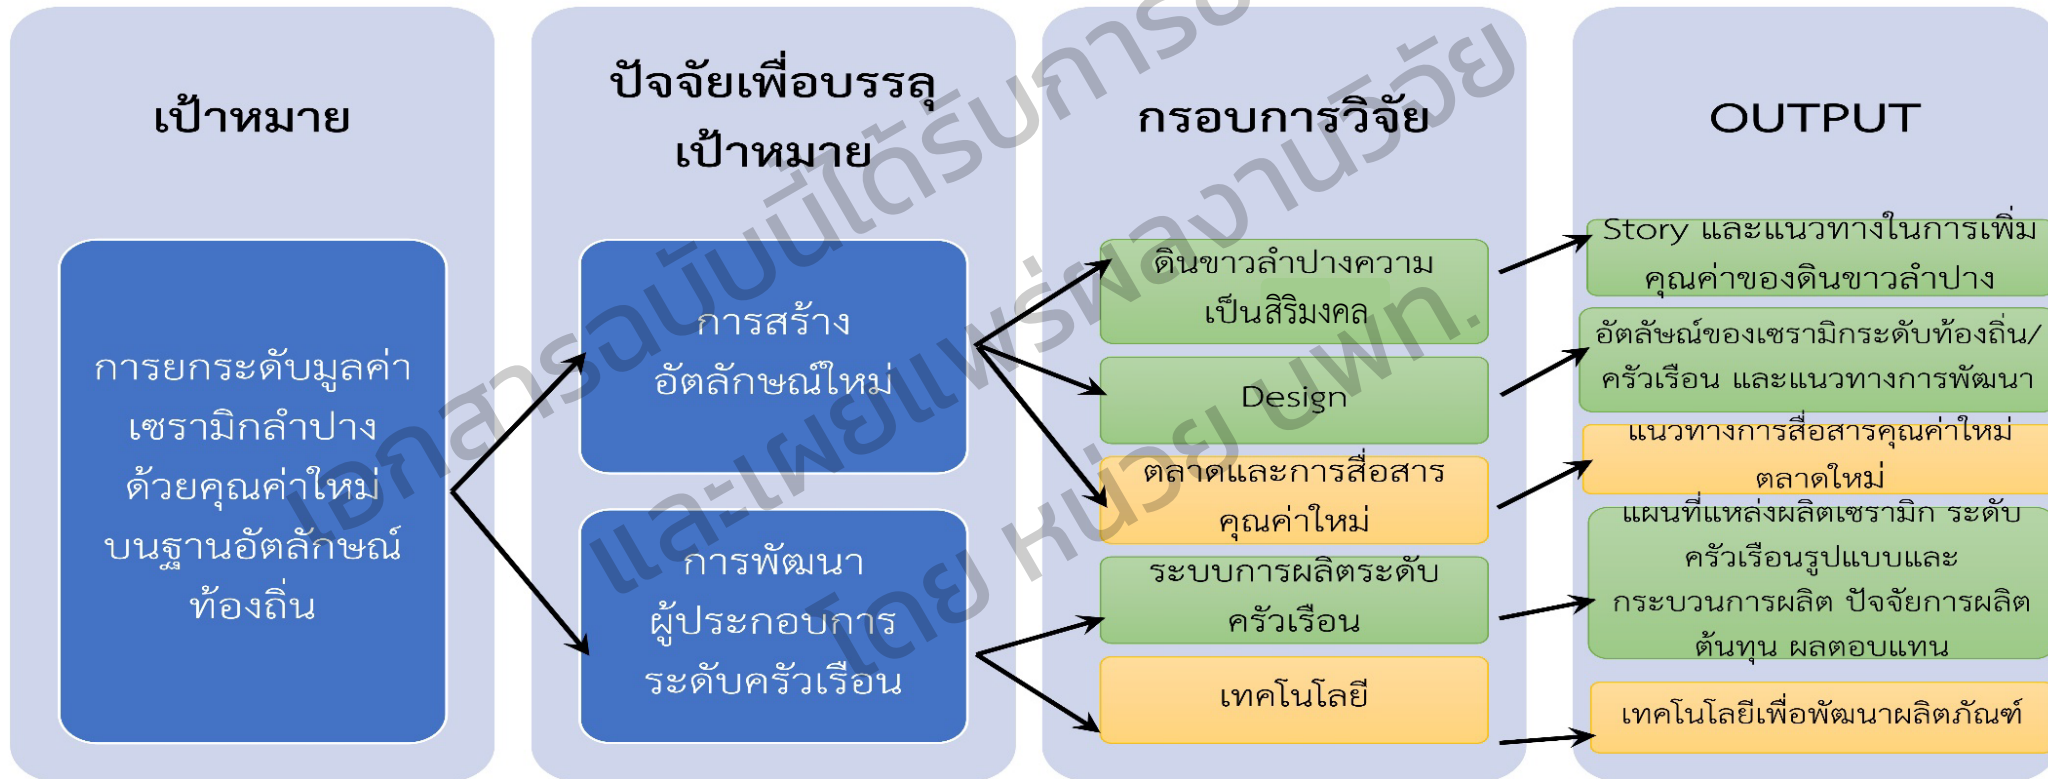 เป้าหมาย
การยกระดับมูลค่า
เซรามิกลำปาง
ด้วยคุณค่าใหม่
บนฐานอัตลักษณ์
ท้องถิ่น
ปัจจัยเพื่อบรรลุ
เป้าหมาย
การสร้าง
อัตลักษณ์ใหม่
การพัฒนา
ผู้ประกอบการ
ระดับครัวเรือน
กรอบการวิจัย
ดินขาวลำปางความ
เป็นสิริมงคล
Design
ตลาดและการสื่อสาร
คุณค่าใหม่
ระบบการผลิตระดับ
ครัวเรือน
เทคโนโลยี
OUTPUT
Story และแนวทางในการเพิ่ม
คุณค่าของดินขาวลำปาง
อัตลัษณ์ของเซรามิกระดับท้องถิ่น/
ครัวเรือน และแนวทางการพัฒนา
แนวทางการสื่อสารคุณค่าใหม่
ตลาดใหม่
แผนที่แหล่งผลิตเซรามิก ระดับ
ครัวเรือนรูปแบบและ
กระบวนการผลิต ปัจจัยการผลิต
ต้นทุน ผลตอบแทน
เทคโนโลยีเพื่อพัฒนาผลิตภัณฑ์
เอกสารฉบับนี้ได้รับการ
และเผยแพร่ผลงานวิจัย
โดย หน่วย บพท.